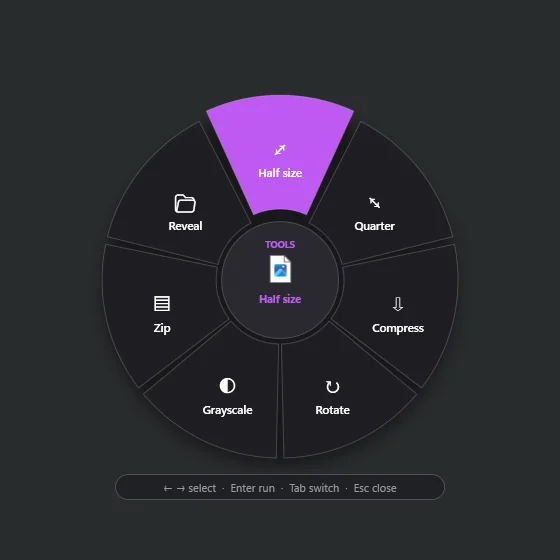 Half size
Reveal
Quarter
TOOLS
Half size
Zip
Compress
Grayscale
Rotate
← → select · Enter run · Tab switch · Esc close